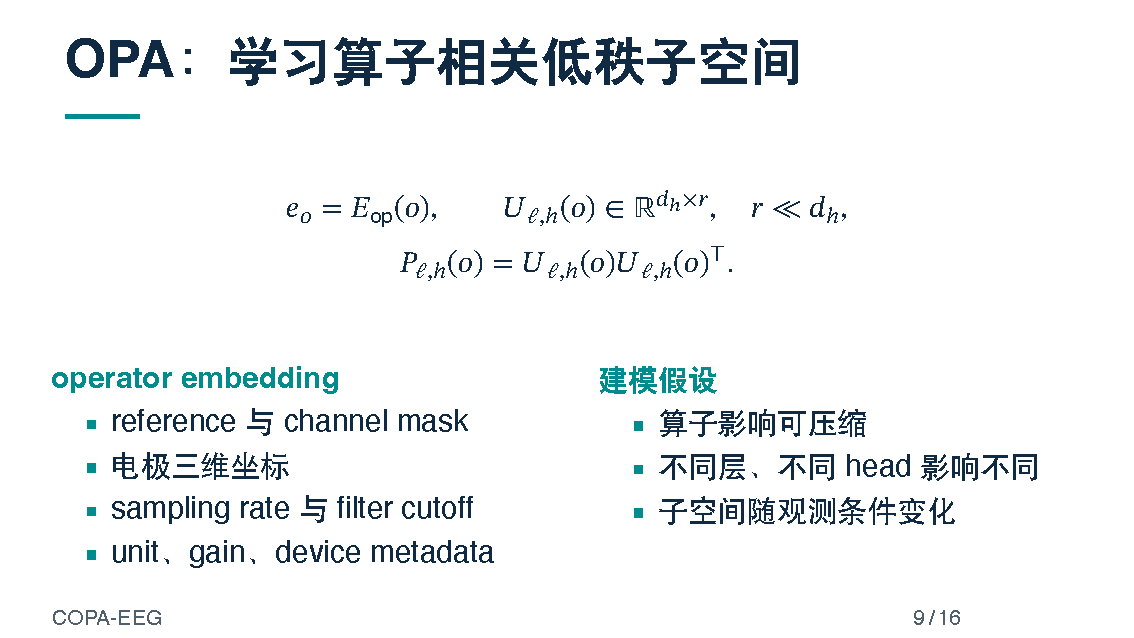 OPA：学习算子相关低秩子空间
e_o = E_op(o), U_{ℓ,h}(o) ∈ ℝ^{d_h×r}, r ≪ d_h,
P_{ℓ,h}(o) = U_{ℓ,h}(o)U_{ℓ,h}(o)^⊤.
operator embedding
▪ reference 与 channel mask
▪ 电极三维坐标
▪ sampling rate 与 filter cutoff
▪ unit、gain、device metadata
建模假设
▪ 算子影响可压缩
▪ 不同层、不同 head 影响不同
▪ 子空间随观测条件变化
COPA-EEG
9 / 16